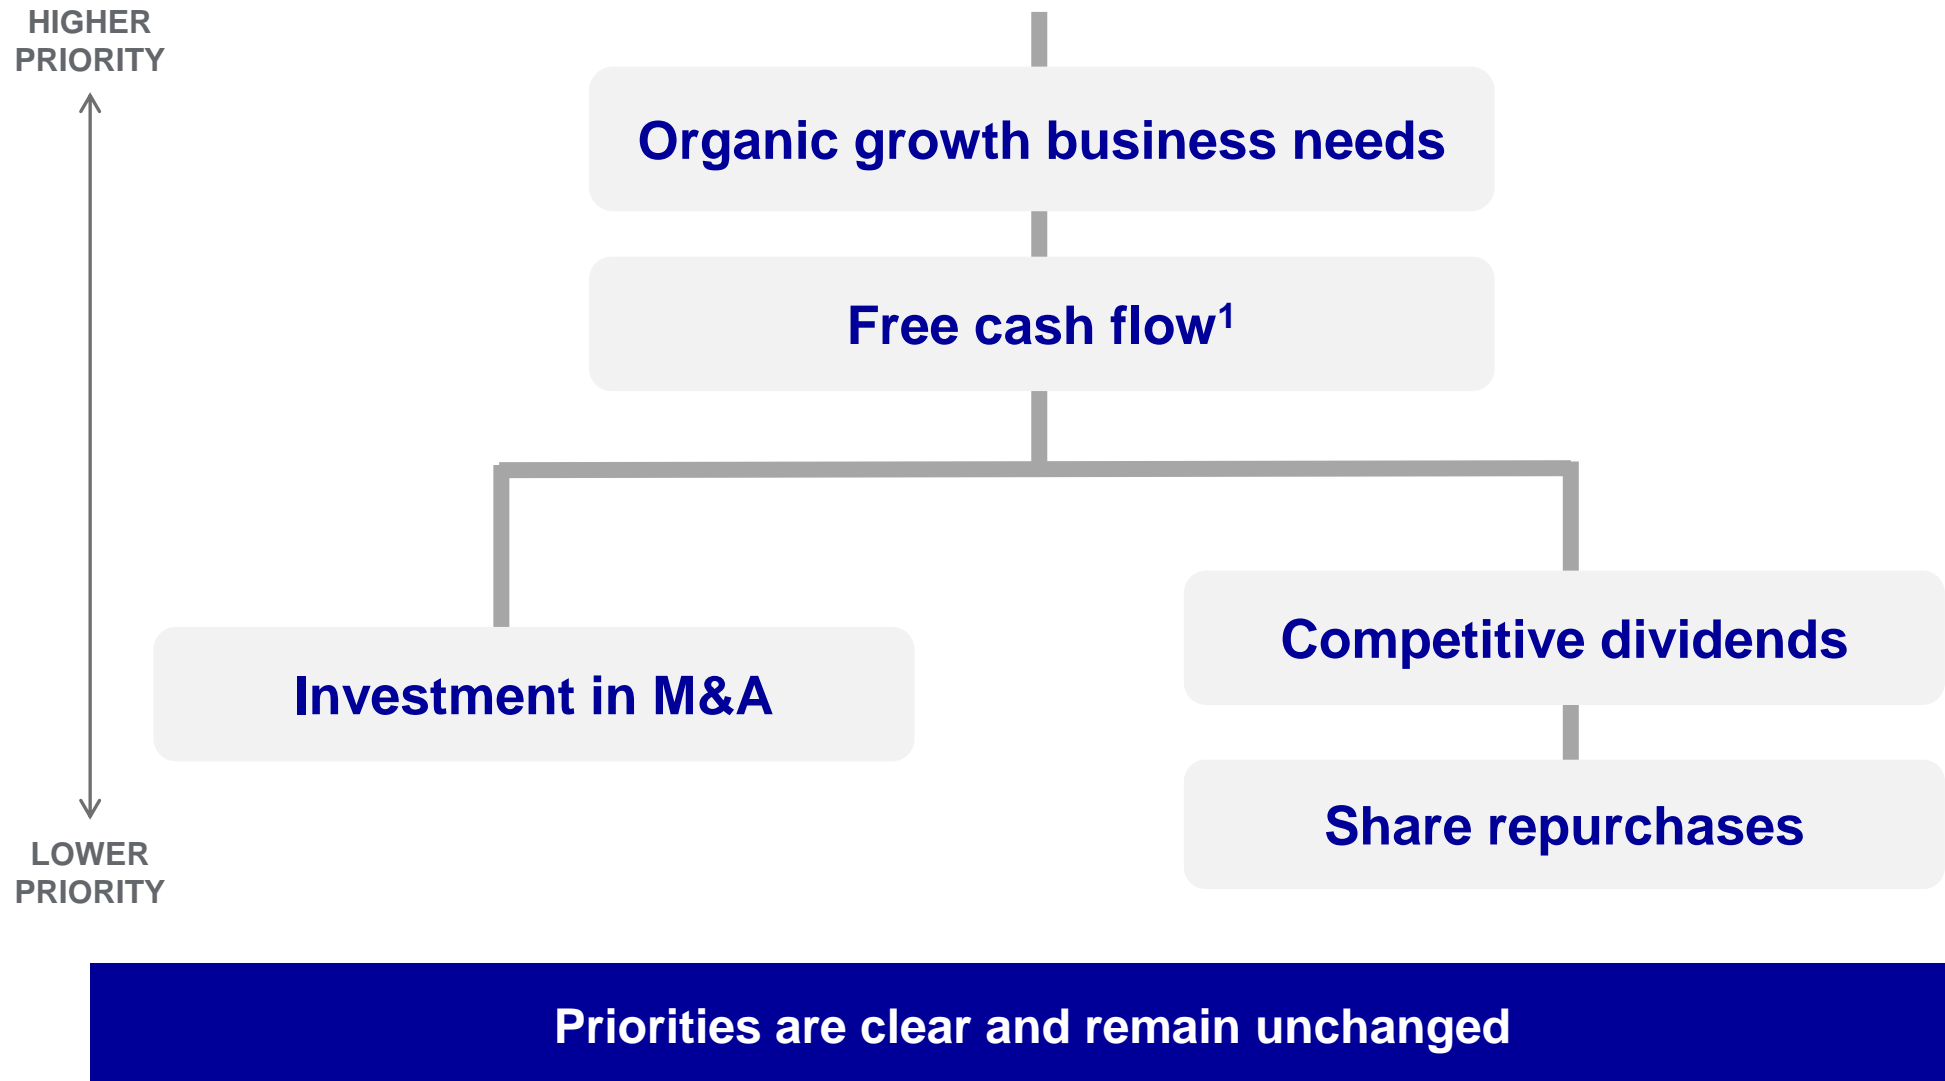 HIGHER
PRIORITY
Organic growth business needs
Free cash flow¹
Competitive dividends
Investment in M&A
Share repurchases
LOWER
PRIORITY
Priorities are clear and remain unchanged